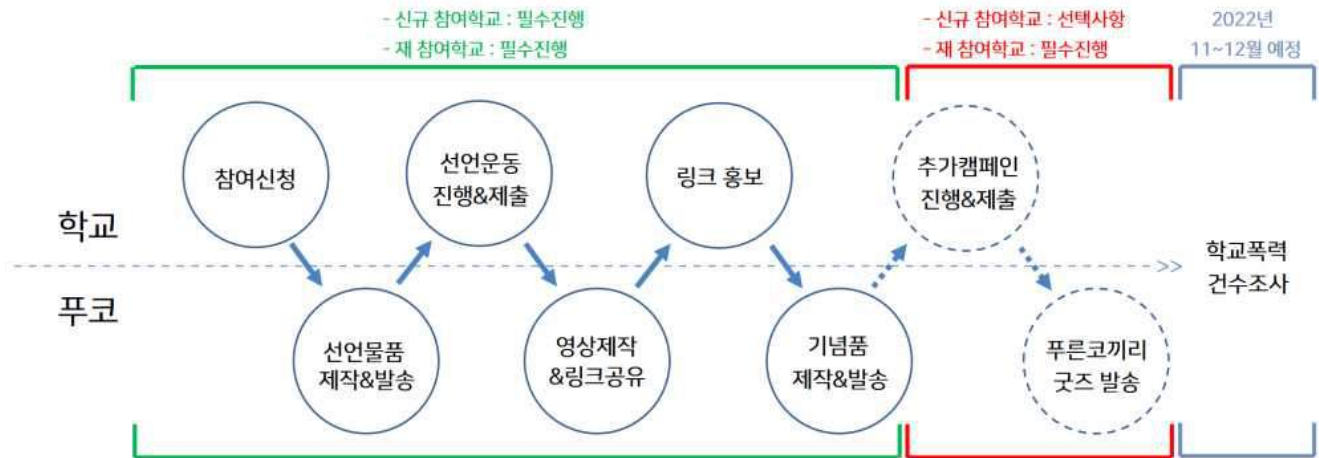 - 신규 참여학교 : 필수진행
- 재 참여학교 : 필수진행
- 신규 참여학교 : 선택사항
- 재 참여학교 : 필수진행
2022년
11~12월 예정
학교
푸코
참여신청
선언물품
제작&발송
선언운동
진행&제출
영상제작
&링크공유
링크 홍보
기념품
제작&발송
추가캠페인
진행&제출
푸른코끼리
굿즈 발송
>>
학교폭력
건수조사